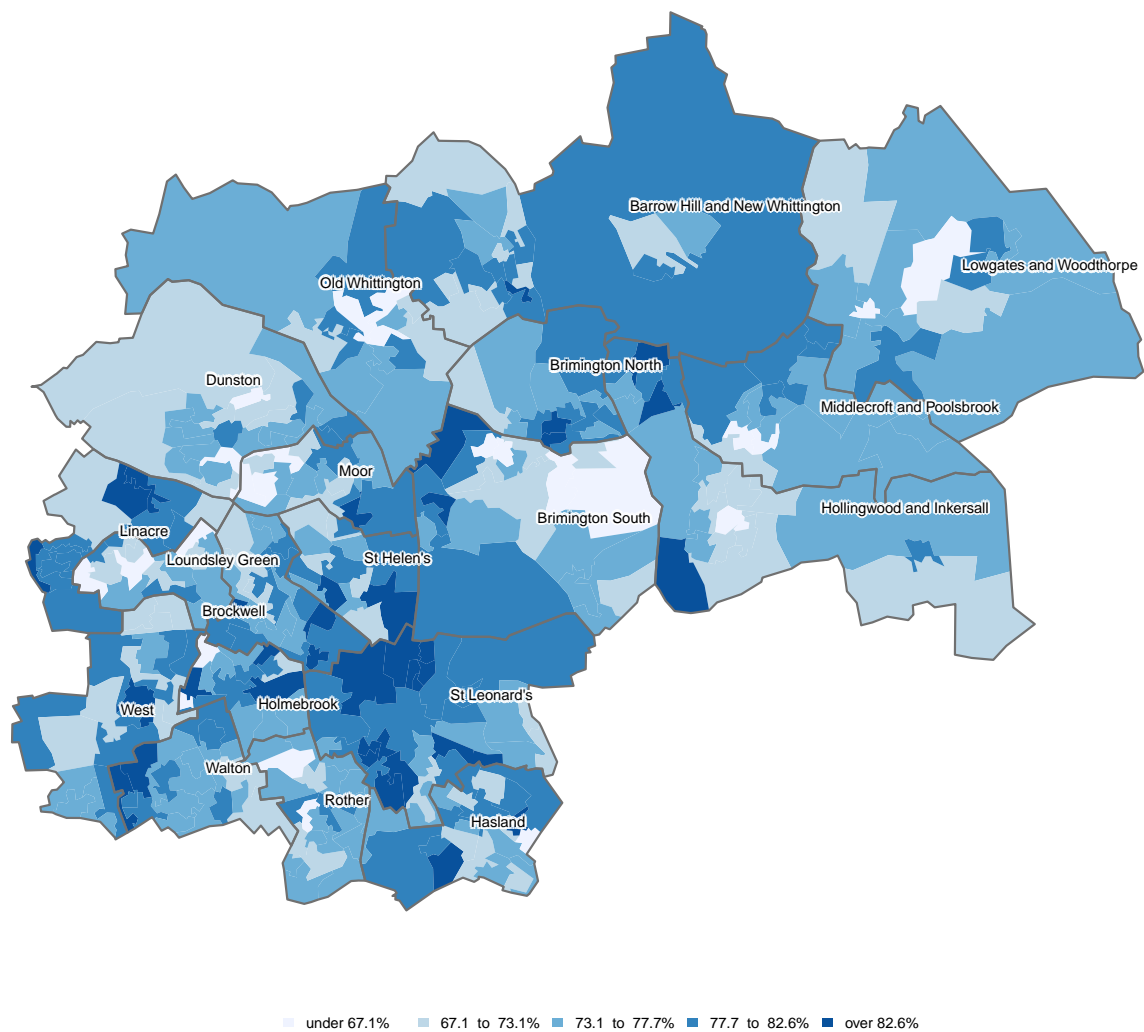 Barrow Hill and New Whittington
Lowgates and Woodthorpe
Old Whittington
Brimington North
Dunston
Middlecroft and Poolsbrook
Moor
Hollingwood and Inkersall
Brimington South
Linacre
Loundsley Green
St Helen's
Brockwell
St Leonard's
Holmebrook
West
Walton
Rother
Hasland
under 67.1% 67.1 to 73.1% 73.1 to 77.7% 77.7 to 82.6% over 82.6%